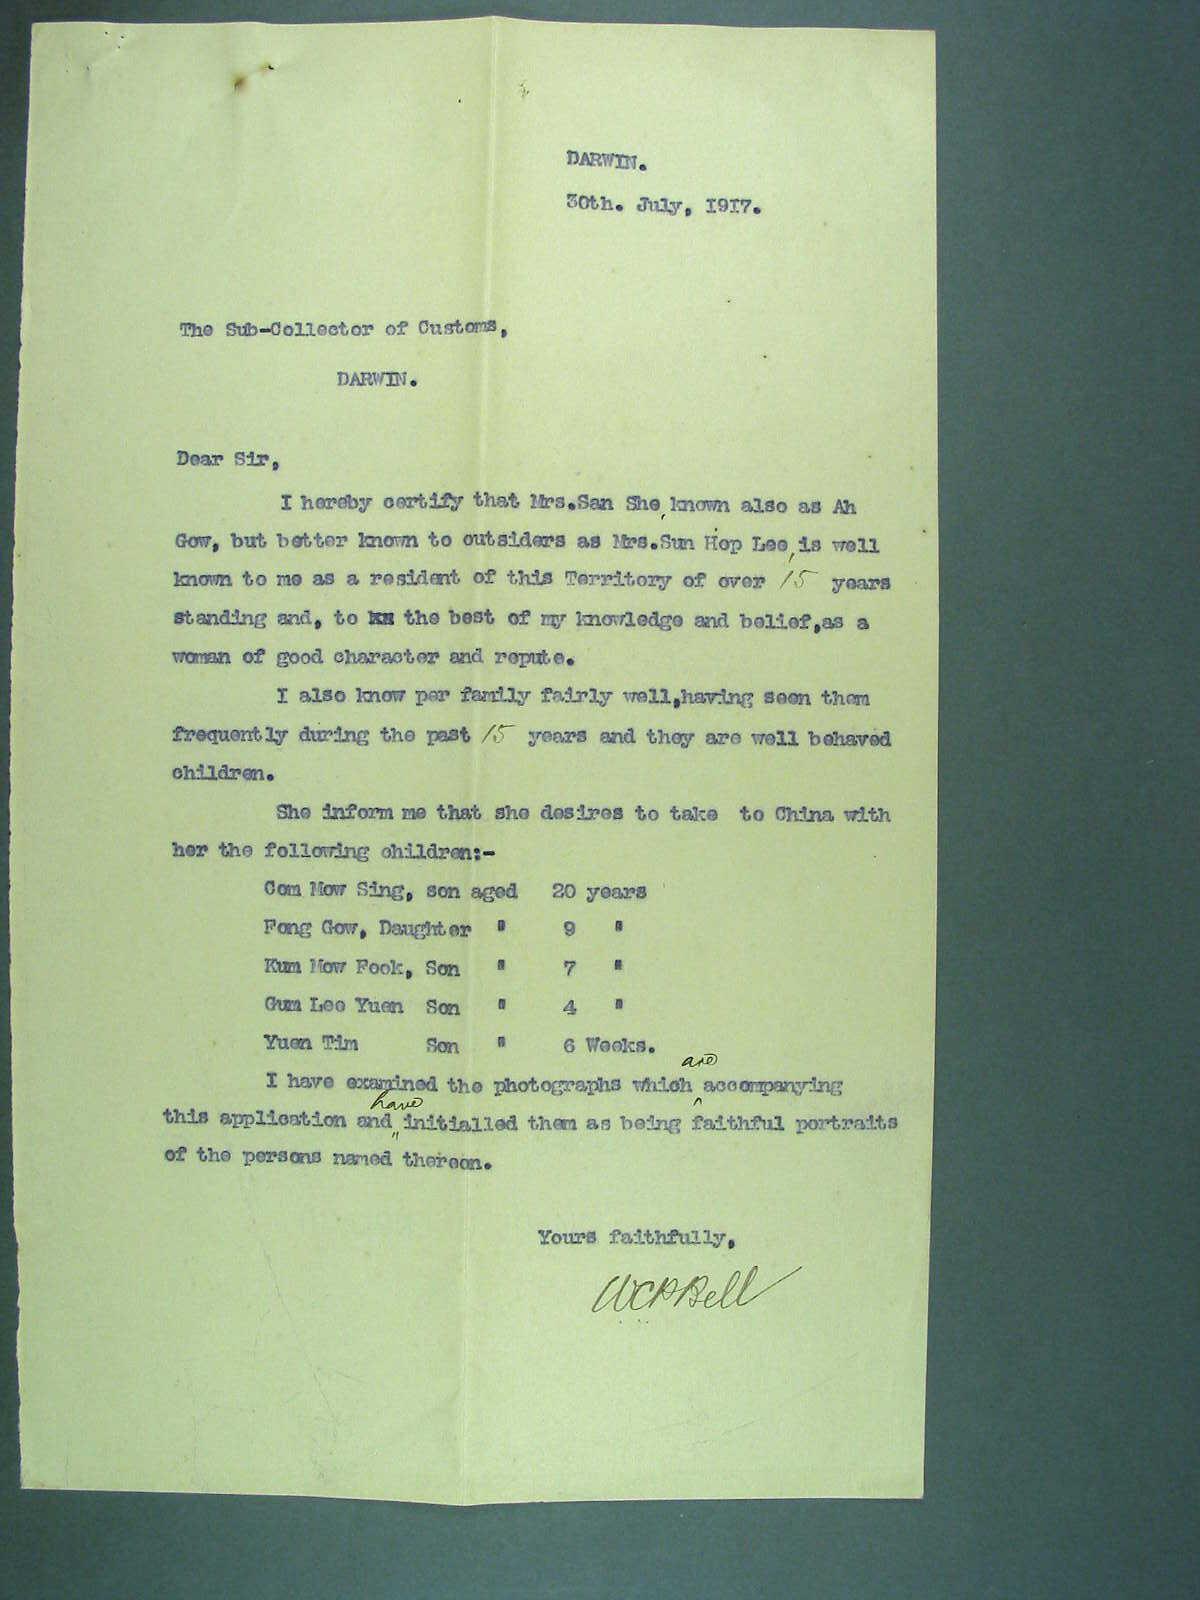 DARWIN.
30th. July, 1917.
The Sub-Collector of Customs,
DARWIN.
Dear Sir,
I hereby certify that Mrs.San She, known also as Ah
Gow, but better known to outsiders as Mrs.Sun Hop Lee, is well
known to me as a resident of this Territory of over 15 years
standing and, to the best of my knowledge and belief,as a
woman of good character and repute.
I also know per family fairly well,having seen them
frequently during the past 15 years and they are well behaved
children.
She inform me that she desires to take to China with
her the following children:-
Com Mow Sing, son aged 20 years
Fong Gow, Daughter " 9 "
Kum Mow Fook, Son " 7 "
Gum Lee Yuen Son " 4 "
Yuen Tim Son " 6 Weeks.
I have examined the photographs which are accompanying
this application and have initialled them as being faithful portraits
of the persons named thereon.
Yours faithfully,
WCPBell